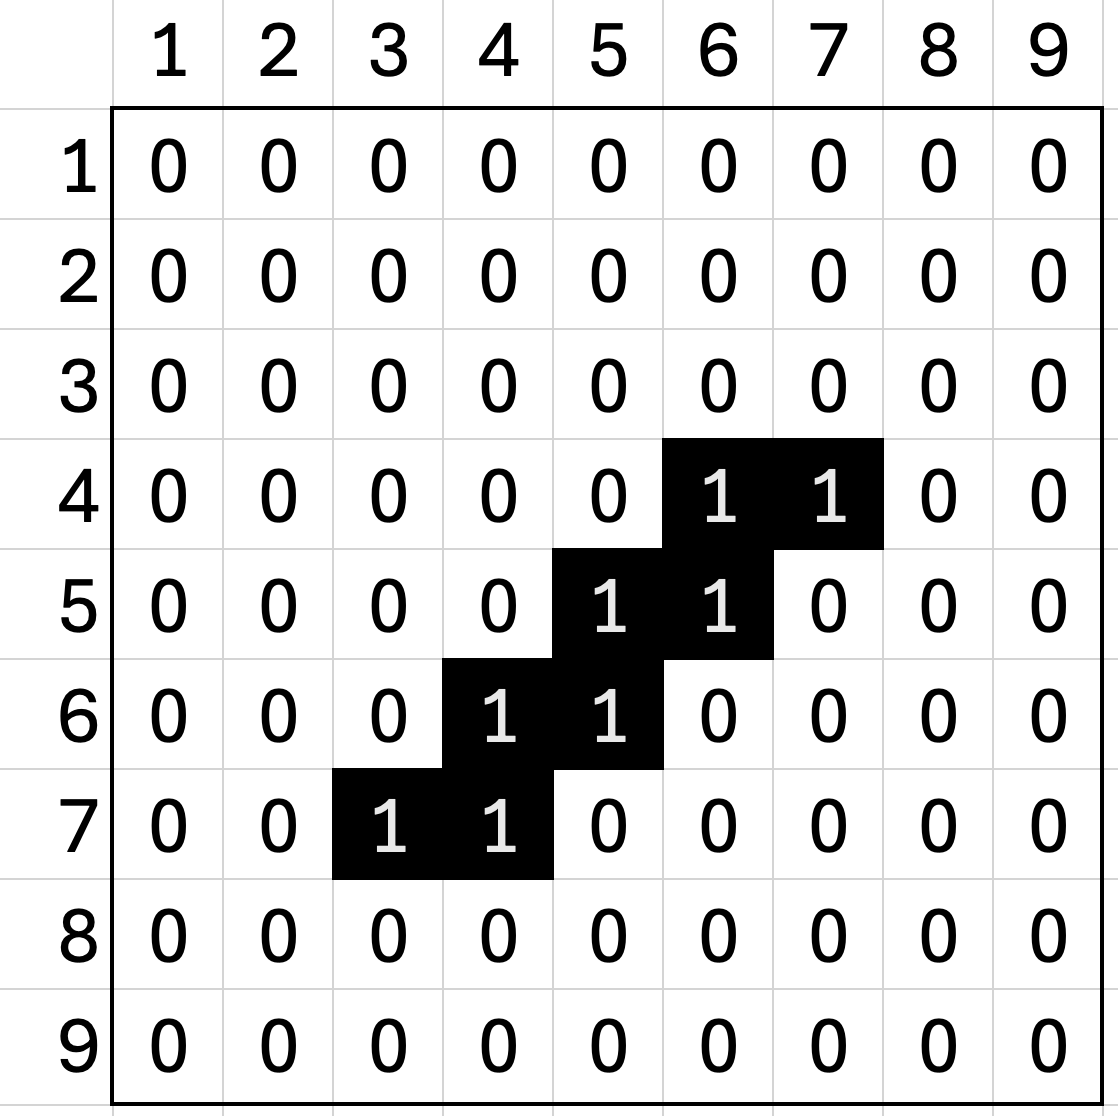 1 2 3 4 5 6 7 8 9
1 0 0 0 0 0 0 0 0 0
2 0 0 0 0 0 0 0 0 0
3 0 0 0 0 0 0 0 0 0
4 0 0 0 0 0 1 1 0 0
5 0 0 0 0 1 1 0 0 0
6 0 0 0 1 1 0 0 0 0
7 0 0 1 1 0 0 0 0 0
8 0 0 0 0 0 0 0 0 0
9 0 0 0 0 0 0 0 0 0